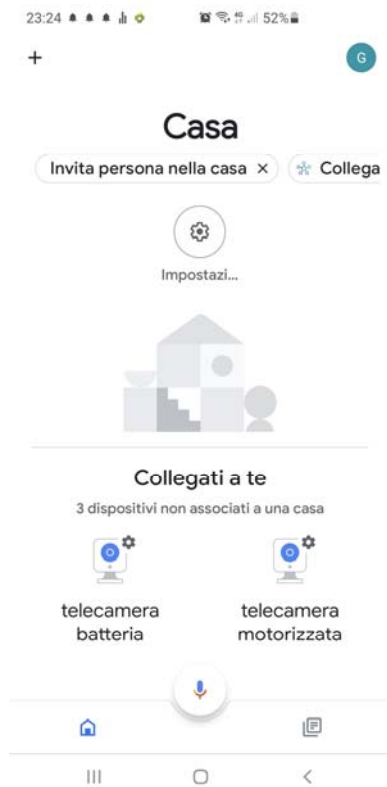 23:24 52%
+ G
Casa
Invita persona nella casa × Collega
Impostazi...
Collegati a te
3 dispositivi non associati a una casa
telecamera batteria
telecamera motorizzata